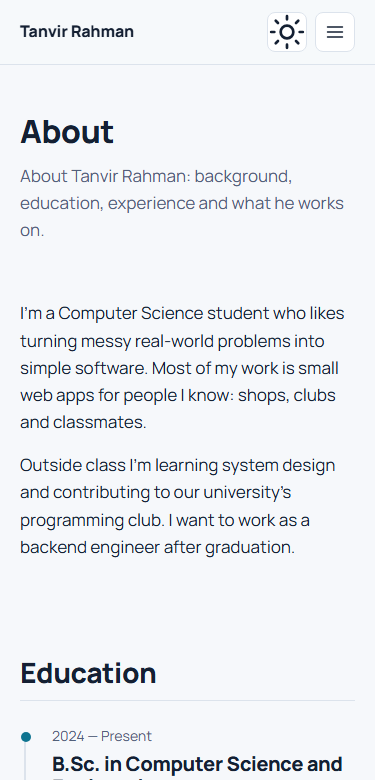 Tanvir Rahman
About
About Tanvir Rahman: background,
education, experience and what he works
on.
I'm a Computer Science student who likes
turning messy real-world problems into
simple software. Most of my work is small
web apps for people I know: shops, clubs
and classmates.
Outside class I'm learning system design
and contributing to our university's
programming club. I want to work as a
backend engineer after graduation.
Education
2024 — Present
B.Sc. in Computer Science and